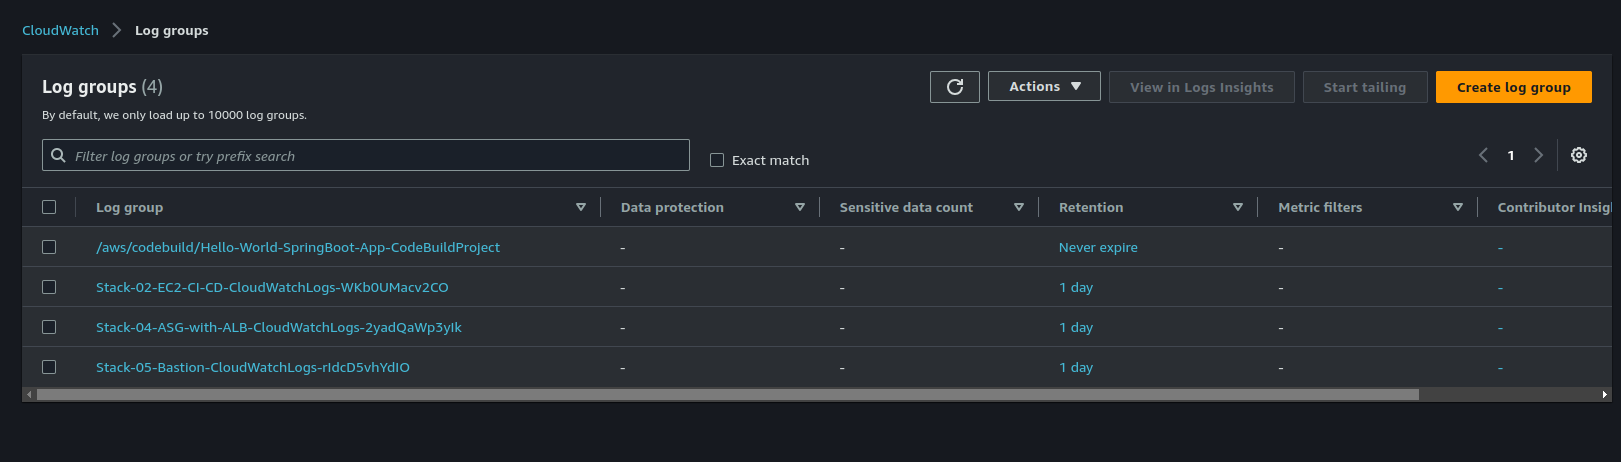 CloudWatch > Log groups
Log groups (4)
Actions
View in Logs Insights
Start tailing
Create log group
By default, we only load up to 10000 log groups.
Filter log groups or try prefix search
Exact match
1
Log group Data protection Sensitive data count Retention Metric filters Contributor Insig
/aws/codebuild/Hello-World-SpringBoot-App-CodeBuildProject - - Never expire - -
Stack-02-EC2-CI-CD-CloudWatchLogs-WKb0UMacv2CO - - 1 day - -
Stack-04-ASG-with-ALB-CloudWatchLogs-2yadQaWp3yIk - - 1 day - -
Stack-05-Bastion-CloudWatchLogs-rIdcD5vhYdIO - - 1 day - -